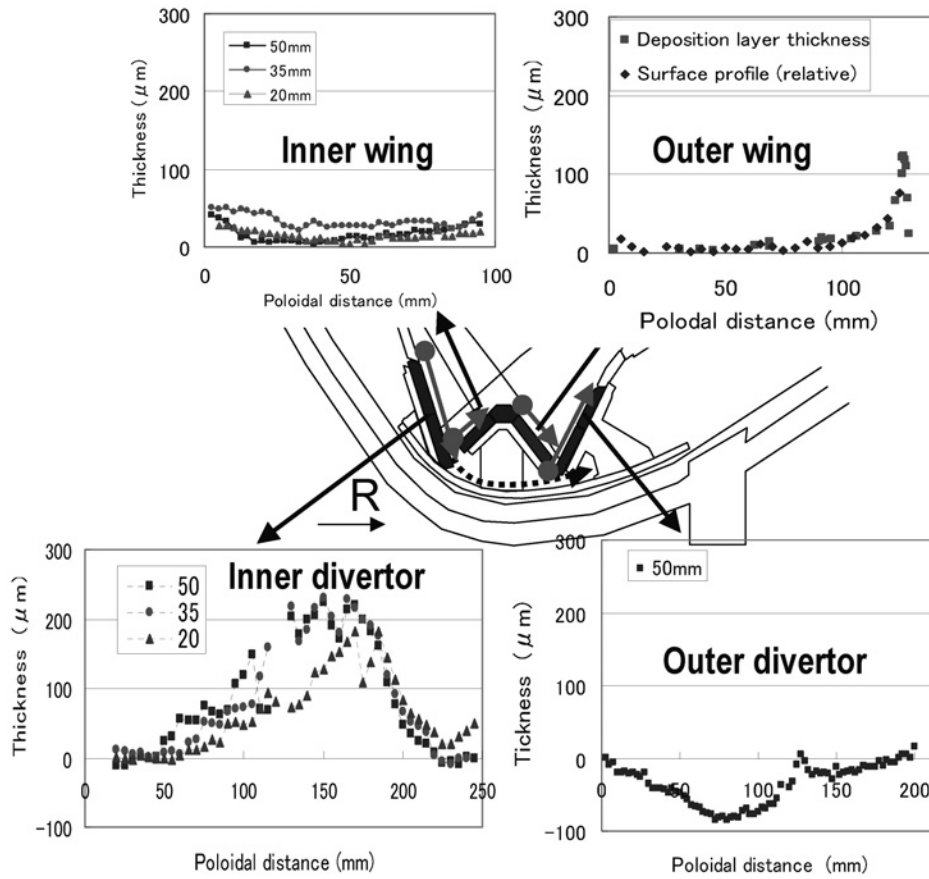 300
200
100
0
Thickness (μm)
50mm
35mm
20mm
Inner wing
0
50
100
Poloidal distance (mm)
300
200
100
0
Thickness (μm)
Deposition layer thickness
Surface profile (relative)
Outer wing
0
50
100
Polodal distance (mm)
R
300
200
100
0
-100
Thickness (μm)
50
35
20
Inner divertor
0
50
100
150
200
250
Poloidal distance (mm)
300
200
100
0
-100
Tickness (μm)
50mm
Outer divertor
0
50
100
150
200
Poloidal distance (mm)